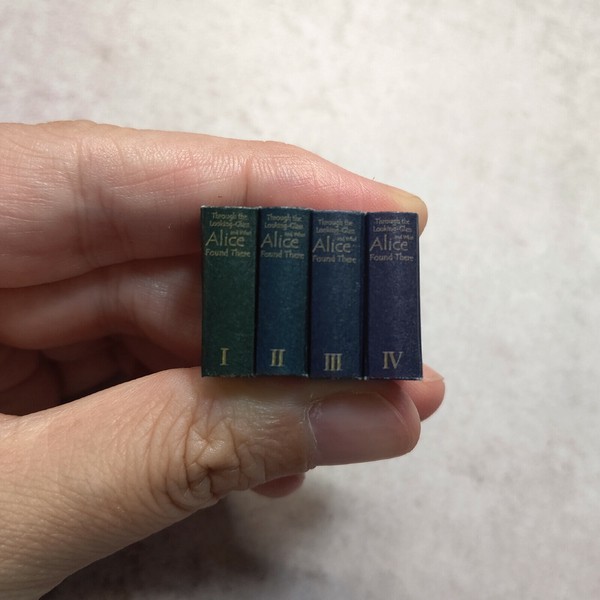 Through the
Looking-Glass
and What
Alice
Found There
I
Through the
Looking-Glass
and What
Alice
Found There
II
Through the
Looking-Glass
and What
Alice
Found There
III
Through the
Looking-Glass
and What
Alice
Found There
IV